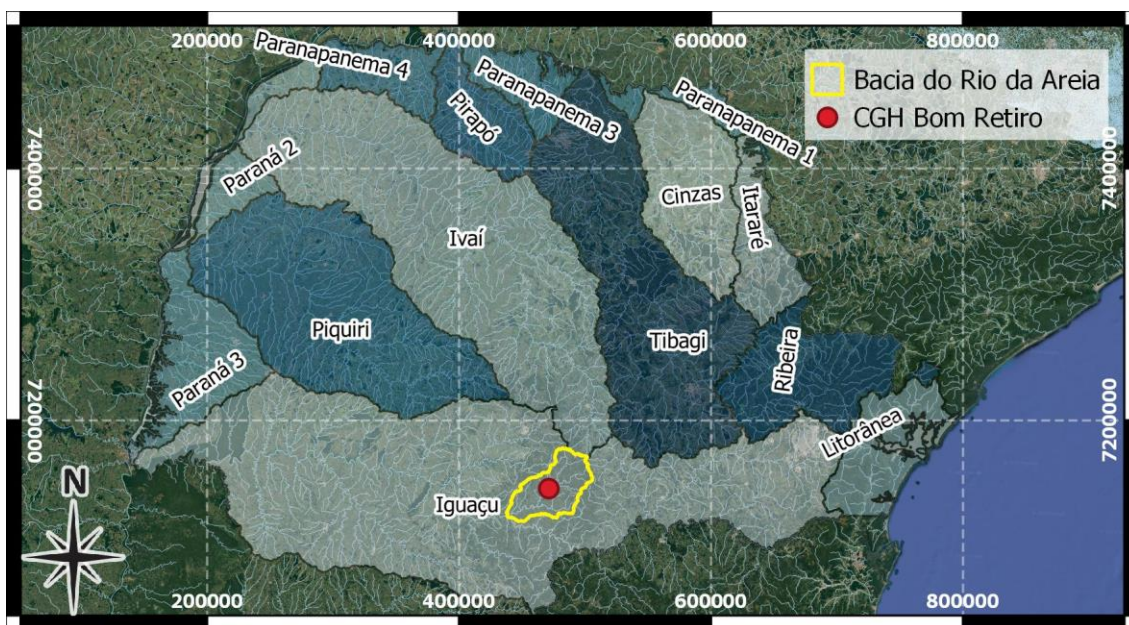 200000
400000
600000
800000
Paranapanema 4
Pirapó
Paranapanema 3
Paranapanema 1
Bacia do Rio da Areia
CGH Bom Retiro
7400000
7400000
Paraná 2
Cinzas
Itararé
Ivaí
Piquiri
Tibagi
Ribeira
Paraná 3
7200000
7200000
Litorânea
Iguaçu
N
200000
400000
600000
800000